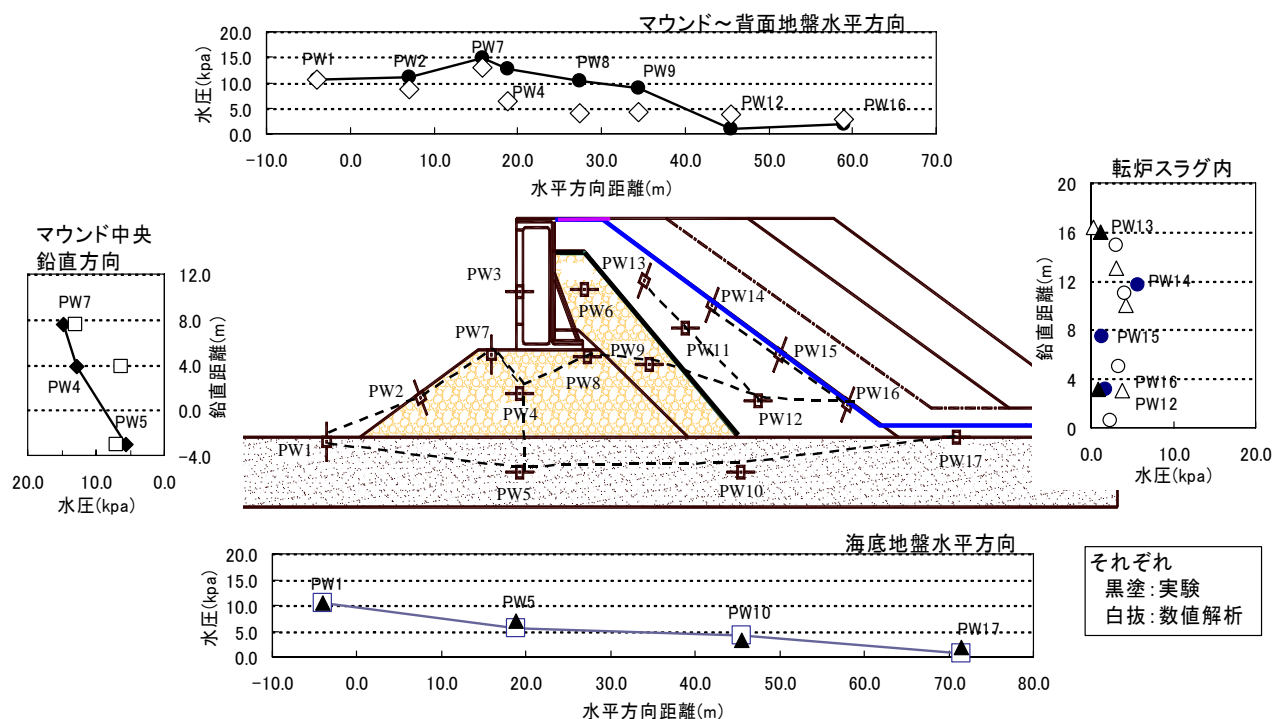 マウンド～背面地盤水平方向
水圧(kpa)
20.0
15.0
10.0
5.0
0.0
PW1
PW2
PW7
PW4
PW8
PW9
PW12
PW16
-10.0 0.0 10.0 20.0 30.0 40.0 50.0 60.0 70.0
水平方向距離(m)
マウンド中央
鉛直方向
PW7
PW4
PW5
12.0
8.0
4.0
0.0
-4.0
鉛直距離(m)
20.0 10.0 0.0
水圧(kpa)
PW3
PW13
PW6
PW14
PW7
PW9
PW11
PW15
PW2
PW8
PW4
PW16
PW12
PW1
PW17
PW5
PW10
転炉スラグ内
鉛直距離(m)
20
16
12
8
4
0
PW13
PW14
PW15
PW16
PW12
0.0 10.0 20.0
水圧(kpa)
海底地盤水平方向
水圧(kpa)
20.0
15.0
10.0
5.0
0.0
PW1
PW5
PW10
PW17
-10.0 0.0 10.0 20.0 30.0 40.0 50.0 60.0 70.0 80.0
水平方向距離(m)
それぞれ
黒塗:実験
白抜:数値解析